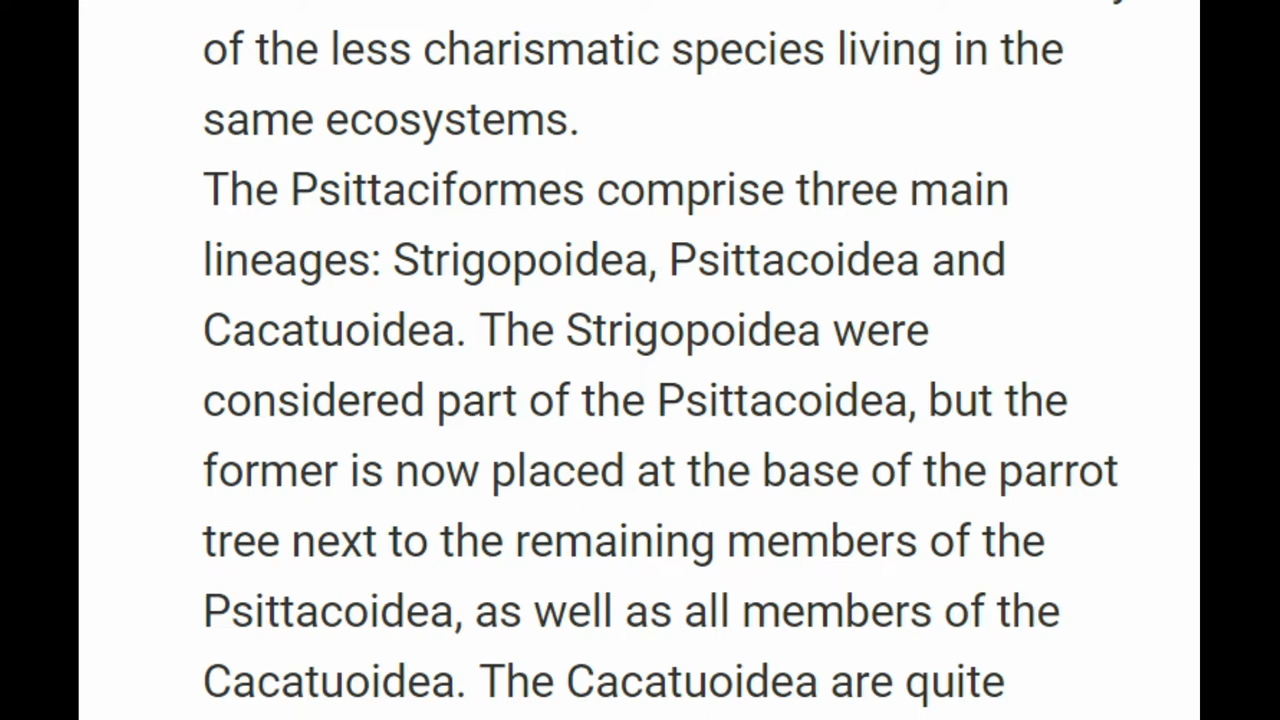 of the less charismatic species living in the
same ecosystems.
The Psittaciformes comprise three main
lineages: Strigopoidea, Psittacoidea and
Cacatuoidea. The Strigopoidea were
considered part of the Psittacoidea, but the
former is now placed at the base of the parrot
tree next to the remaining members of the
Psittacoidea, as well as all members of the
Cacatuoidea. The Cacatuoidea are quite